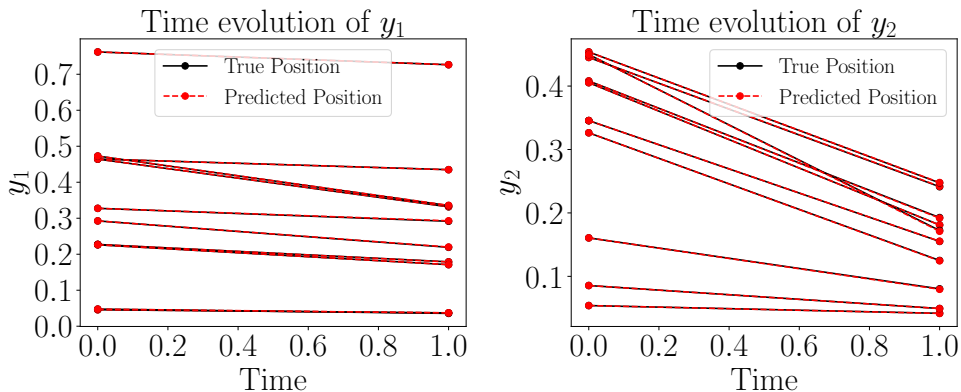 Time evolution of y₁
True Position
Predicted Position
y₁
0.7
0.6
0.5
0.4
0.3
0.2
0.1
0.0
0.0 0.2 0.4 0.6 0.8 1.0
Time
Time evolution of y₂
True Position
Predicted Position
y₂
0.4
0.3
0.2
0.1
0.0 0.2 0.4 0.6 0.8 1.0
Time